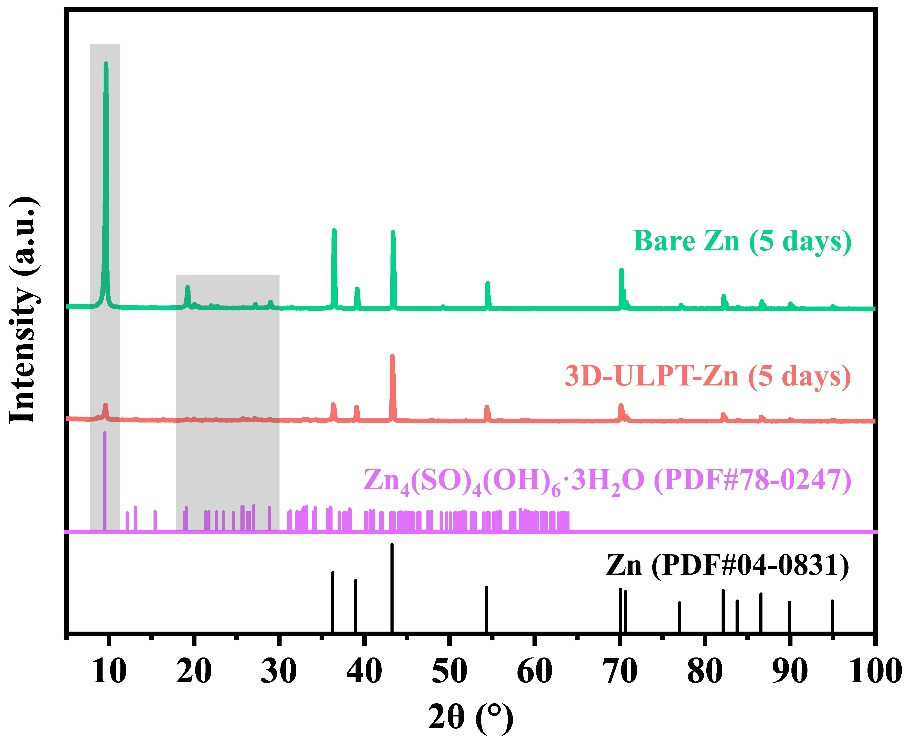 Intensity (a.u.)
Bare Zn (5 days)
3D-ULPT-Zn (5 days)
Zn₄(SO)₄(OH)₆·3H₂O (PDF#78-0247)
Zn (PDF#04-0831)
10 20 30 40 50 60 70 80 90 100
2θ (°)